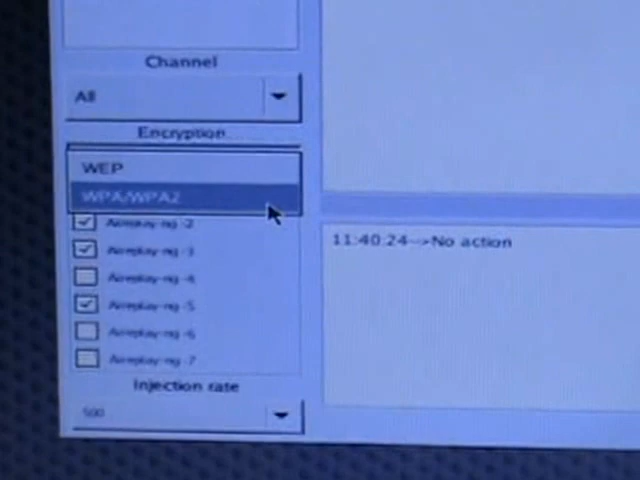 Channel
All
Encryption
WEP
WPA/WPA2
Aireplay-ng -2
Aireplay-ng -3
Aireplay-ng -4
Aireplay-ng -5
Aireplay-ng -6
Aireplay-ng -7
Injection rate
500
11:40:24-->No action